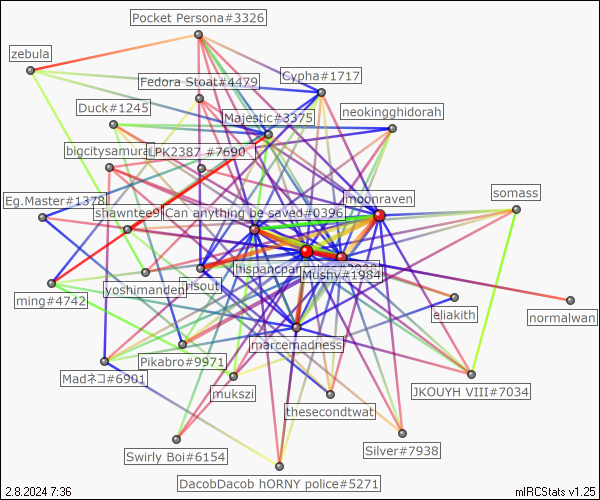 Pocket Persona#3326
zebula
Fedora Stoat#4479
Cypha#1717
Duck#1245
Majestic#3375
neokingghidorah
bigcitysamurai
LPK2387 #7690
Eg.Master#1378
shawntee9
Can anything be saved#0396
moonraven
somass
yoshimanden
risout
Mushy#1984
ming#4742
eliakith
normalwan
marcemadness
Pikabro#9971
Madネコ#6901
mukszi
JKOUYH VIII#7034
thesecondtwat
Silver#7938
Swirly Boi#6154
DacobDacob hORNY police#5271
2.8.2024 7:36
mIRCStats v1.25